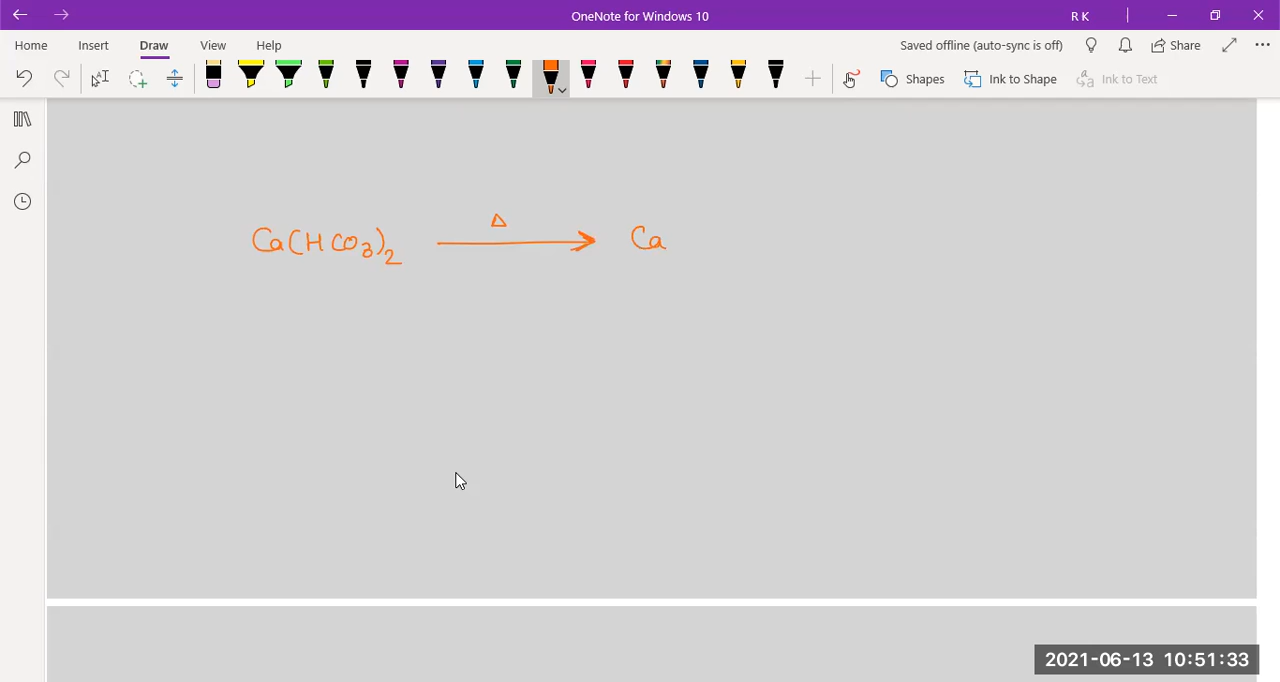 OneNote for Windows 10
R K
Home Insert Draw View Help
Saved offline (auto-sync is off)
Share
Shapes
Ink to Shape
Ink to Text
Ca(HCO₃)₂ —Δ→ Ca
2021-06-13 10:51:33